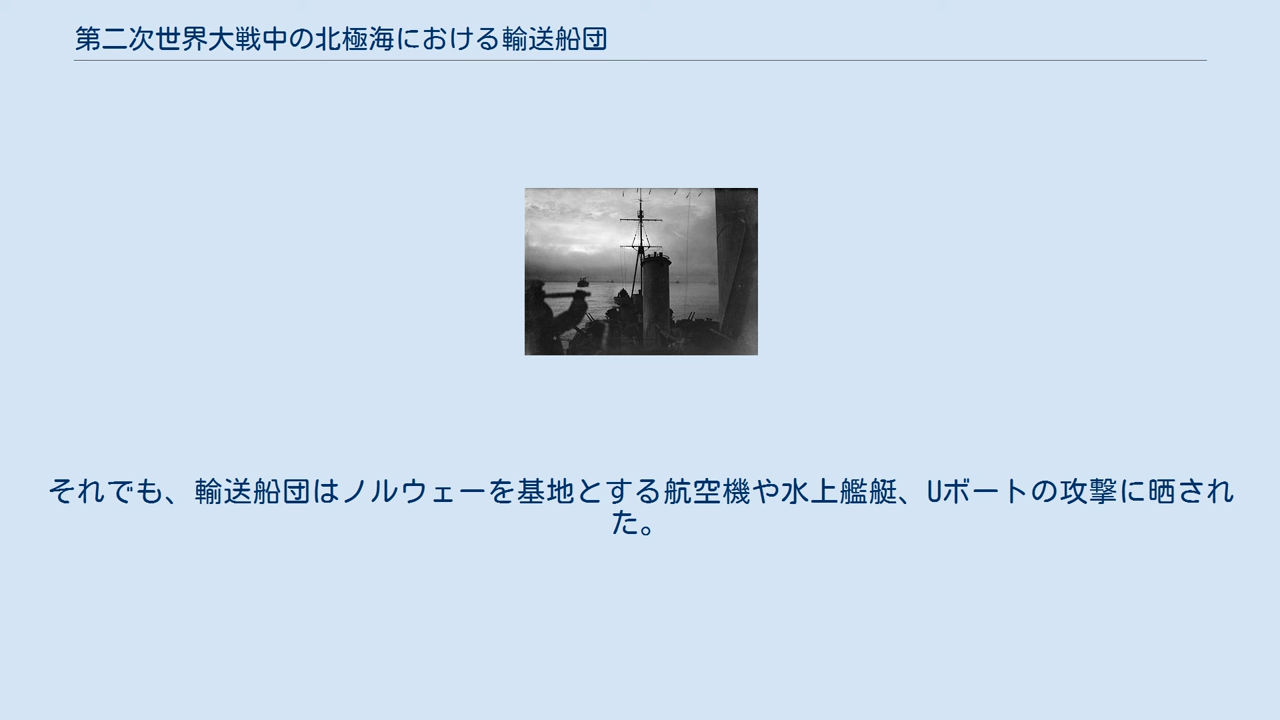 第二次世界大戦中の北極海における輸送船団
それでも、輸送船団はノルウェーを基地とする航空機や水上艦艇、Uボートの攻撃に晒され
た。